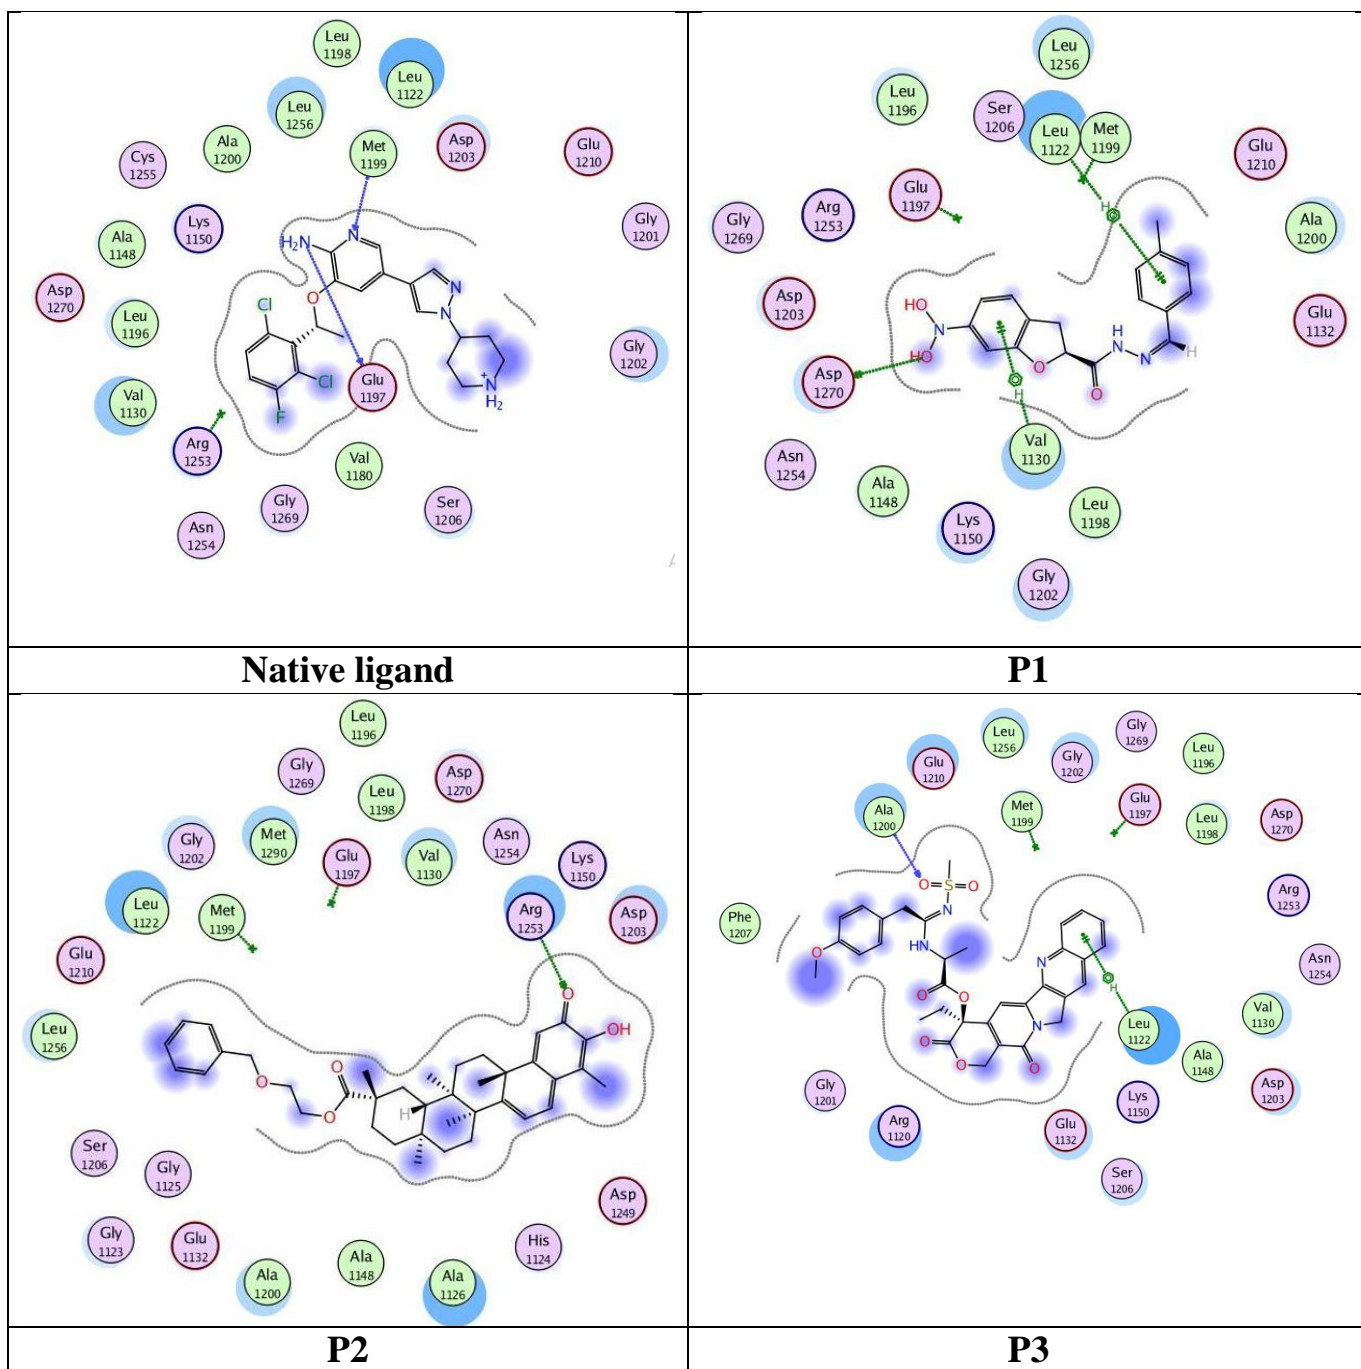 Leu
1198
Leu
1122
Leu
1256
Met
1199
Asp
1203
Glu
1210
Ala
1200
Cys
1255
Lys
1150
Gly
1201
Ala
1148
Asp
1270
Leu
1196
Gly
1202
Val
1130
Glu
1197
Arg
1253
Val
1180
Gly
1269
Ser
1206
Asn
1254
H₂N
N
O
N
N
Cl
Cl
F
N
+
H₂
Native ligand
Leu
1256
Leu
1196
Ser
1206
Leu
1122
Met
1199
Glu
1210
Glu
1197
Arg
1253
Gly
1269
Ala
1200
Asp
1203
Glu
1132
Asp
1270
Val
1130
Asn
1254
Ala
1148
Leu
1198
Lys
1150
Gly
1202
H
HO
N
HO
O
H
N
N
H
O
H
P1
Leu
1196
Gly
1269
Asp
1270
Leu
1198
Gly
1202
Met
1290
Glu
1197
Val
1130
Asn
1254
Lys
1150
Leu
1122
Met
1199
Arg
1253
Asp
1203
Glu
1210
Leu
1256
O
OH
O
O
O
H
Ser
1206
Gly
1125
Asp
1249
Gly
1123
Glu
1132
His
1124
Ala
1200
Ala
1148
Ala
1126
P2
Gly
1269
Leu
1256
Gly
1202
Leu
1196
Glu
1210
Glu
1197
Ala
1200
Met
1199
Leu
1198
Asp
1270
Arg
1253
Phe
1207
Asn
1254
O
S
O
N
HN
O
O
O
N
N
O
O
O
H
Leu
1122
Val
1130
Ala
1148
Gly
1201
Lys
1150
Asp
1203
Arg
1120
Glu
1132
Ser
1206
P3